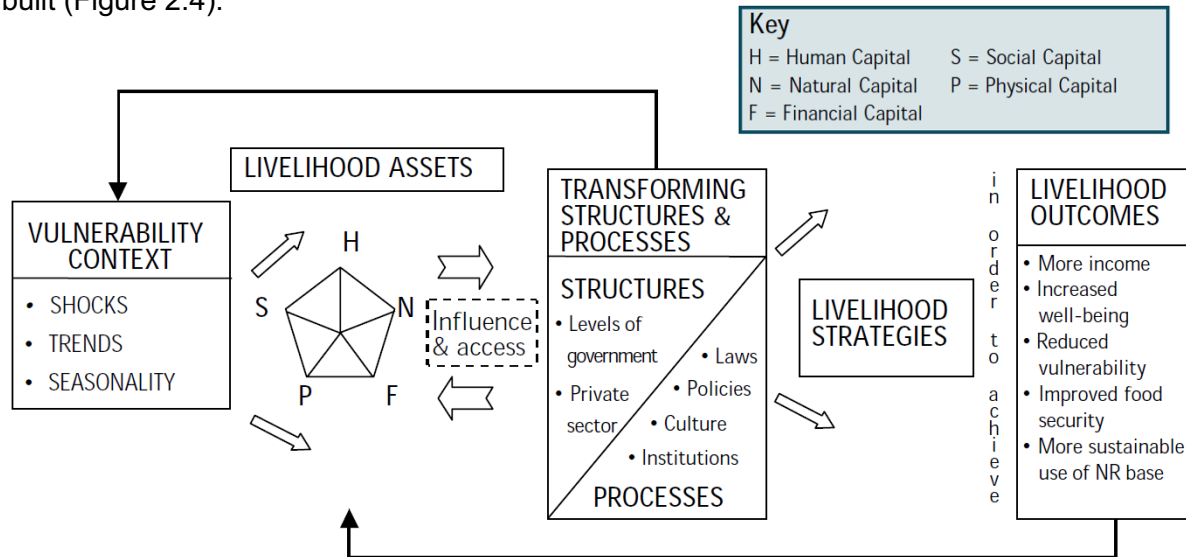 built (Figure 2.4).
Key
H = Human Capital S = Social Capital
N = Natural Capital P = Physical Capital
F = Financial Capital
LIVELIHOOD ASSETS
VULNERABILITY
CONTEXT
• SHOCKS
• TRENDS
• SEASONALITY
H
S
N
P
F
Influence
& access
TRANSFORMING
STRUCTURES &
PROCESSES
STRUCTURES
• Levels of
government
• Private
sector
• Laws
• Policies
• Culture
• Institutions
PROCESSES
LIVELIHOOD
STRATEGIES
in order to achieve
LIVELIHOOD
OUTCOMES
• More income
• Increased
well-being
• Reduced
vulnerability
• Improved food
security
• More sustainable
use of NR base